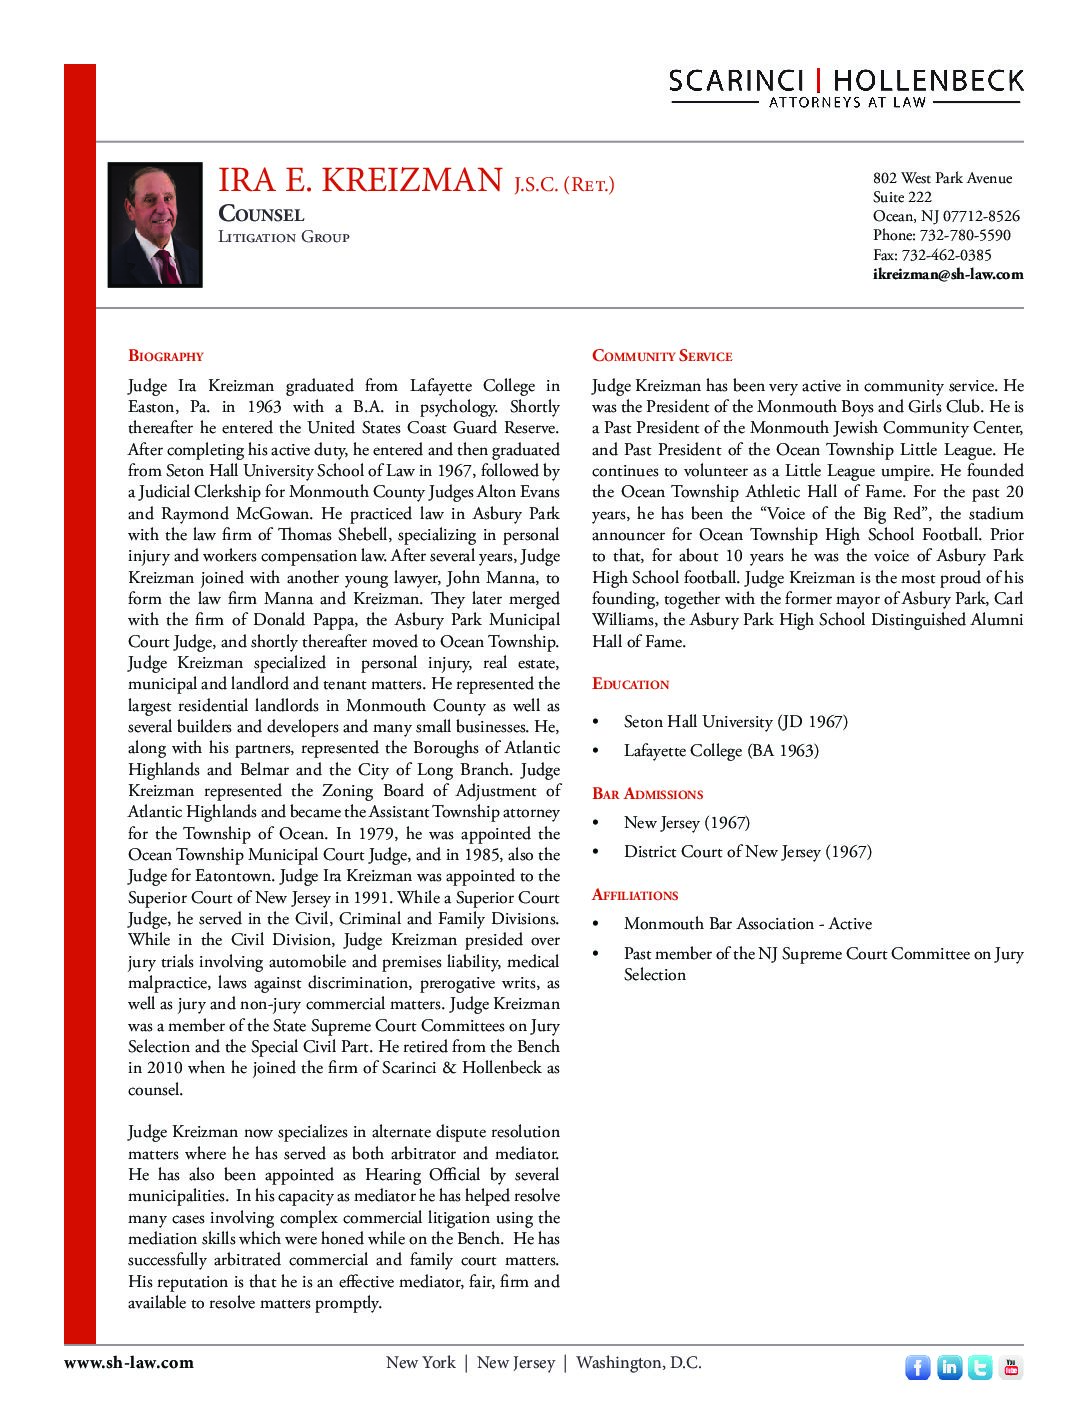 SCARINCI | HOLLENBECK
ATTORNEYS AT LAW
IRA E. KREIZMAN J.S.C. (Ret.)
Counsel
Litigation Group
802 West Park Avenue
Suite 222
Ocean, NJ 07712-8526
Phone: 732-780-5590
Fax: 732-462-0385
ikreizman@sh-law.com
Biography
Judge Ira Kreizman graduated from Lafayette College in
Easton, Pa. in 1963 with a B.A. in psychology. Shortly
thereafter he entered the United States Coast Guard Reserve.
After completing his active duty, he entered and then graduated
from Seton Hall University School of Law in 1967, followed by
a Judicial Clerkship for Monmouth County Judges Alton Evans
and Raymond McGowan. He practiced law in Asbury Park
with the law firm of Thomas Shebell, specializing in personal
injury and workers compensation law. After several years, Judge
Kreizman joined with another young lawyer, John Manna, to
form the law firm Manna and Kreizman. They later merged
with the firm of Donald Pappa, the Asbury Park Municipal
Court Judge, and shortly thereafter moved to Ocean Township.
Judge Kreizman specialized in personal injury, real estate,
municipal and landlord and tenant matters. He represented the
largest residential landlords in Monmouth County as well as
several builders and developers and many small businesses. He,
along with his partners, represented the Boroughs of Atlantic
Highlands and Belmar and the City of Long Branch. Judge
Kreizman represented the Zoning Board of Adjustment of
Atlantic Highlands and became the Assistant Township attorney
for the Township of Ocean. In 1979, he was appointed the
Ocean Township Municipal Court Judge, and in 1985, also the
Judge for Eatontown. Judge Ira Kreizman was appointed to the
Superior Court of New Jersey in 1991. While a Superior Court
Judge, he served in the Civil, Criminal and Family Divisions.
While in the Civil Division, Judge Kreizman presided over
jury trials involving automobile and premises liability, medical
malpractice, laws against discrimination, prerogative writs, as
well as jury and non-jury commercial matters. Judge Kreizman
was a member of the State Supreme Court Committees on Jury
Selection and the Special Civil Part. He retired from the Bench
in 2010 when he joined the firm of Scarinci & Hollenbeck as
counsel.
Judge Kreizman now specializes in alternate dispute resolution
matters where he has served as both arbitrator and mediator.
He has also been appointed as Hearing Official by several
municipalities. In his capacity as mediator he has helped resolve
many cases involving complex commercial litigation using the
mediation skills which were honed while on the Bench. He has
successfully arbitrated commercial and family court matters.
His reputation is that he is an effective mediator, fair, firm and
available to resolve matters promptly.
Community Service
Judge Kreizman has been very active in community service. He
was the President of the Monmouth Boys and Girls Club. He is
a Past President of the Monmouth Jewish Community Center,
and Past President of the Ocean Township Little League. He
continues to volunteer as a Little League umpire. He founded
the Ocean Township Athletic Hall of Fame. For the past 20
years, he has been the “Voice of the Big Red”, the stadium
announcer for Ocean Township High School Football. Prior
to that, for about 10 years he was the voice of Asbury Park
High School football. Judge Kreizman is the most proud of his
founding, together with the former mayor of Asbury Park, Carl
Williams, the Asbury Park High School Distinguished Alumni
Hall of Fame.
Education
• Seton Hall University (JD 1967)
• Lafayette College (BA 1963)
Bar Admissions
• New Jersey (1967)
• District Court of New Jersey (1967)
Affiliations
• Monmouth Bar Association - Active
• Past member of the NJ Supreme Court Committee on Jury
Selection
www.sh-law.com
New York | New Jersey | Washington, D.C.
f in t You Tube